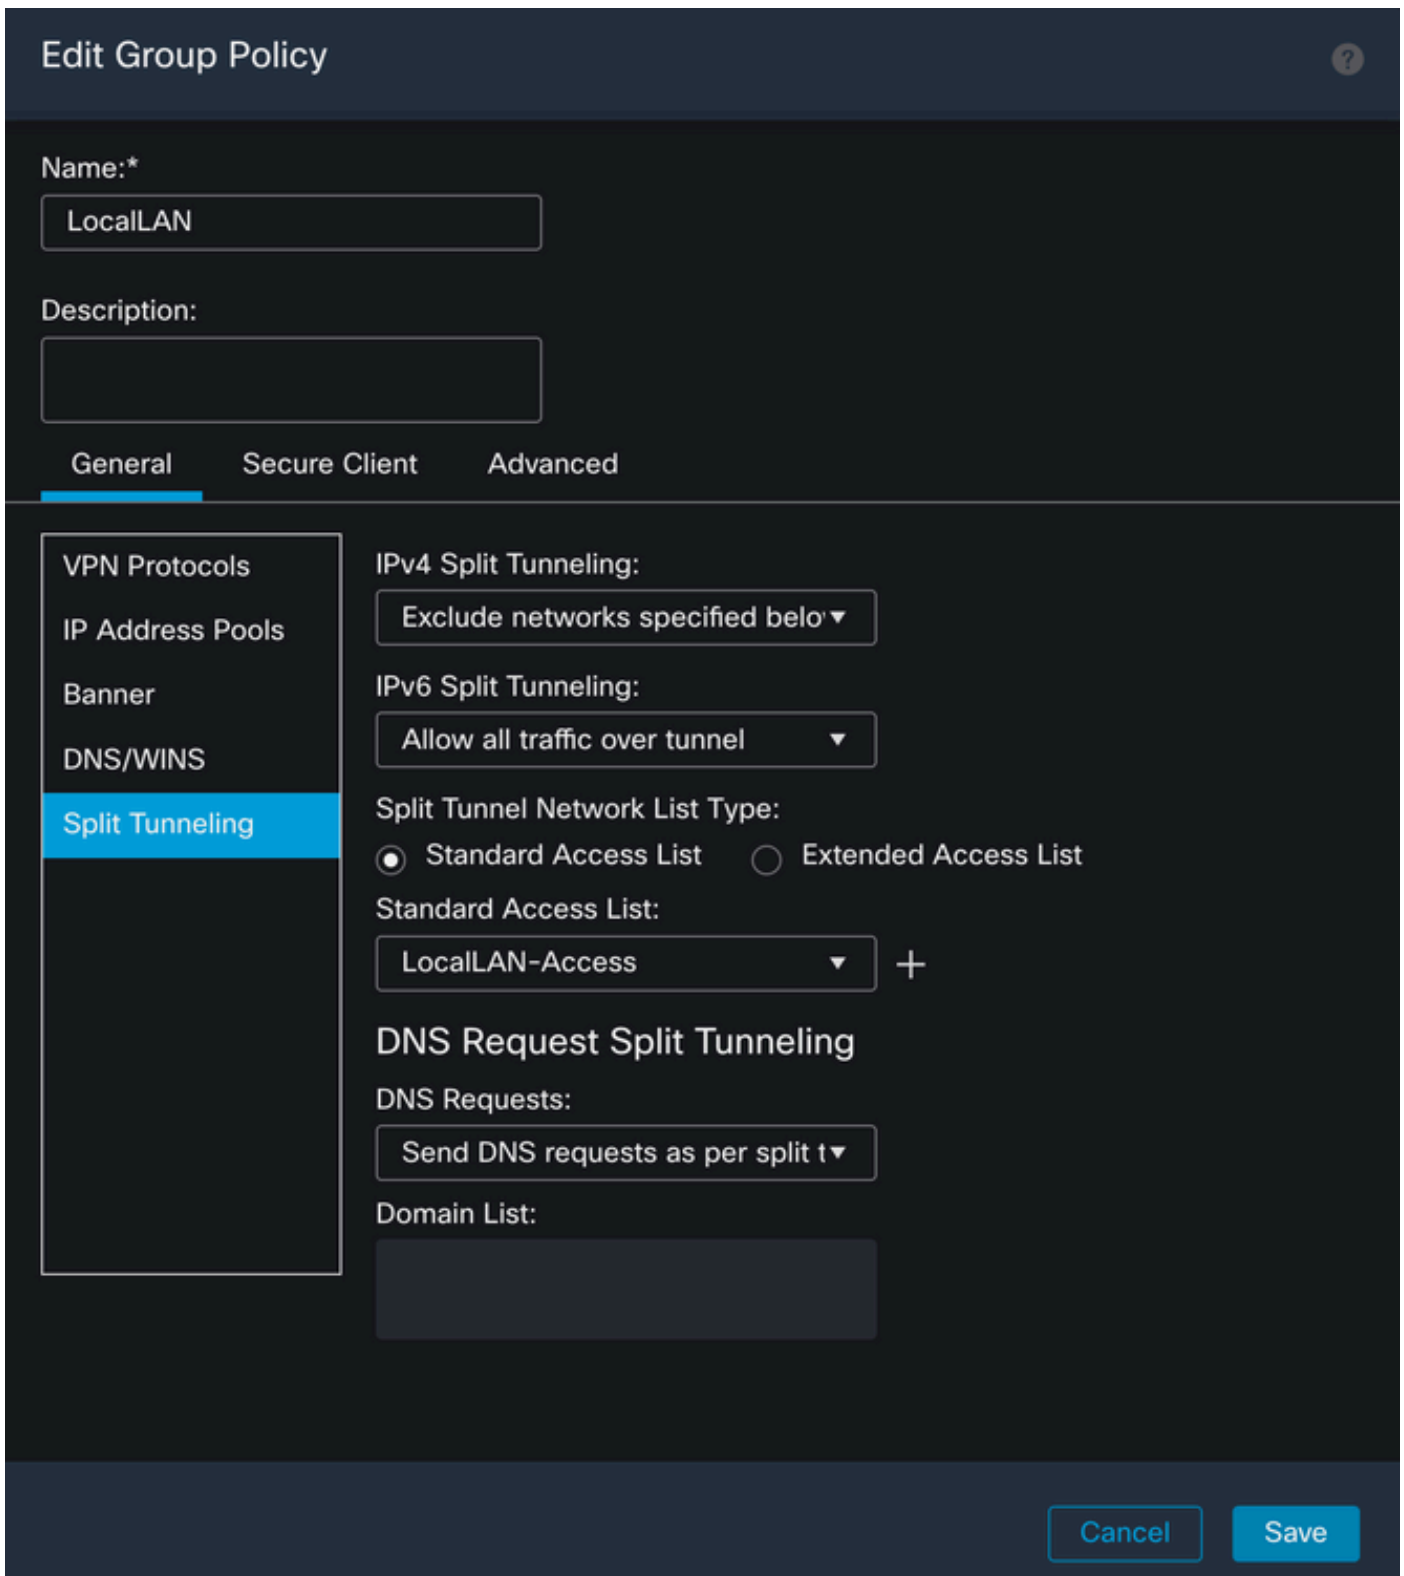 Edit Group Policy
?
Name:*
LocalLAN
Description:
General Secure Client Advanced
VPN Protocols
IP Address Pools
Banner
DNS/WINS
Split Tunneling
IPv4 Split Tunneling:
Exclude networks specified belo
IPv6 Split Tunneling:
Allow all traffic over tunnel
Split Tunnel Network List Type:
Standard Access List Extended Access List
Standard Access List:
LocalLAN-Access
+
DNS Request Split Tunneling
DNS Requests:
Send DNS requests as per split t
Domain List:
Cancel Save